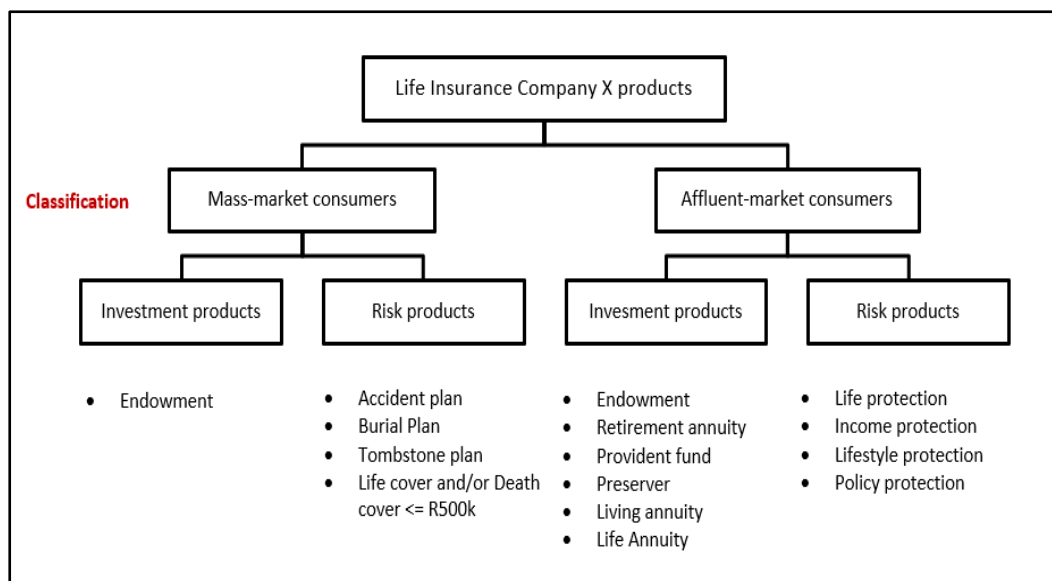 Life Insurance Company X products
Classification
Mass-market consumers
Affluent-market consumers
Investment products
Risk products
Invesment products
Risk products
• Endowment
• Accident plan
• Burial Plan
• Tombstone plan
• Life cover and/or Death
cover <= R500k
• Endowment
• Retirement annuity
• Provident fund
• Preserver
• Living annuity
• Life Annuity
• Life protection
• Income protection
• Lifestyle protection
• Policy protection